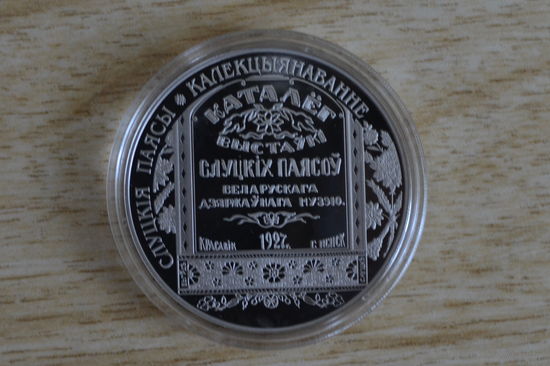 СЛУЦКІЯ ПАЯСЫ ✽ КАЛЕКЦЫЯНАВАННЕ
КАТАЛЁГ
ВЫСТАЎКІ
СЛУЦКІХ ПАЯСОЎ
БЕЛАРУСКАГА
ДЗЯРЖАЎНАГА МУЗЭЮ.
КРАСАВІК 1927. Г. МЕНСК